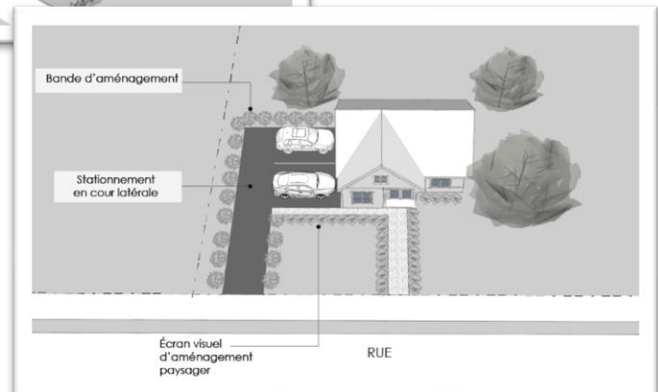 Bande d'aménagement
Stationnement
en cour latérale
Écran visuel
d'aménagement
paysager
RUE